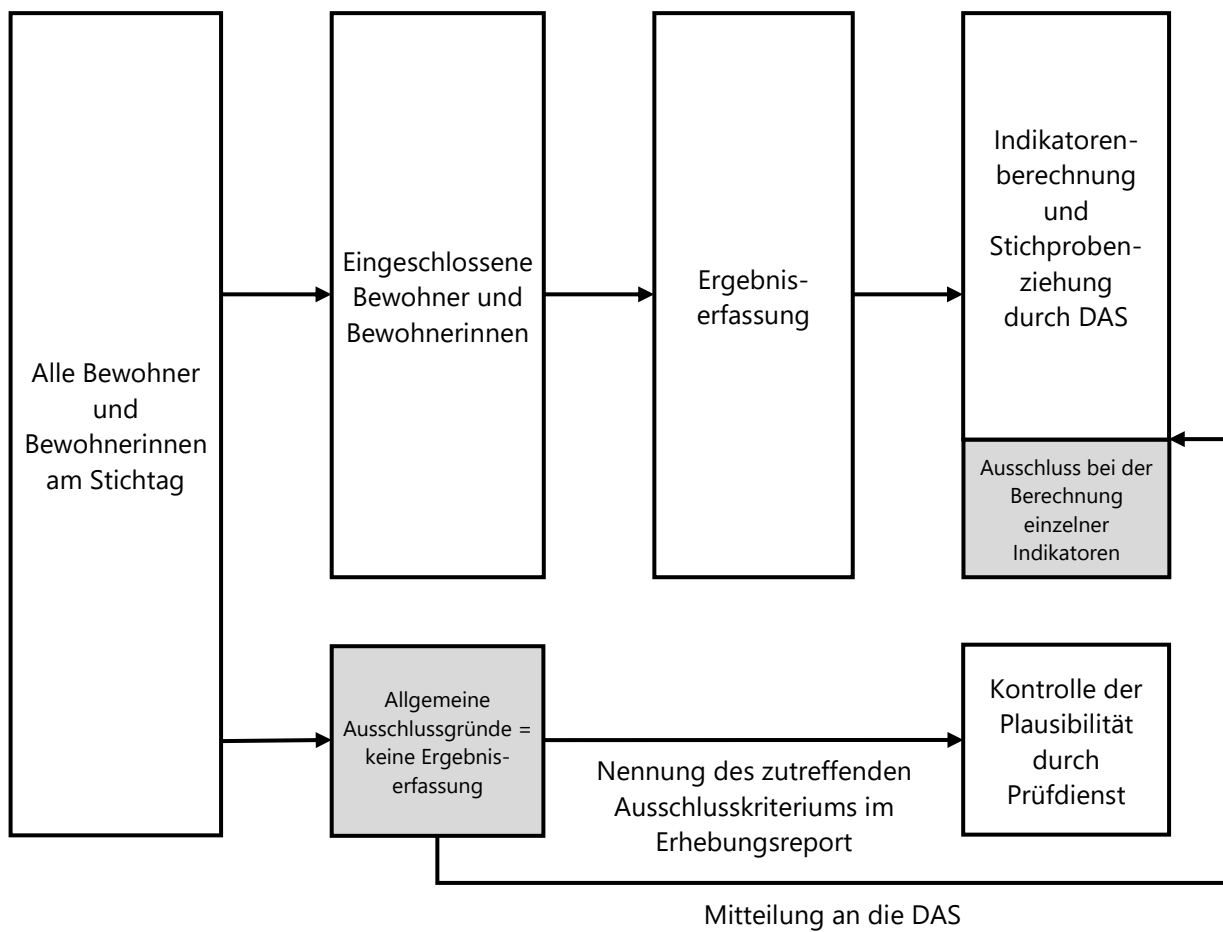 Alle Bewohner
und
Bewohnerinnen
am Stichtag
Eingeschlossene
Bewohner und
Bewohnerinnen
Ergebnis-
erfassung
Indikatoren-
berechnung
und
Stichproben-
ziehung
durch DAS
Ausschluss bei der
Berechnung
einzelner
Indikatoren
Allgemeine
Ausschlussgründe =
keine Ergebnis-
erfassung
Nennung des zutreffenden
Ausschlusskriteriums im
Erhebungsreport
Kontrolle der
Plausibilität
durch
Prüfdienst
Mitteilung an die DAS